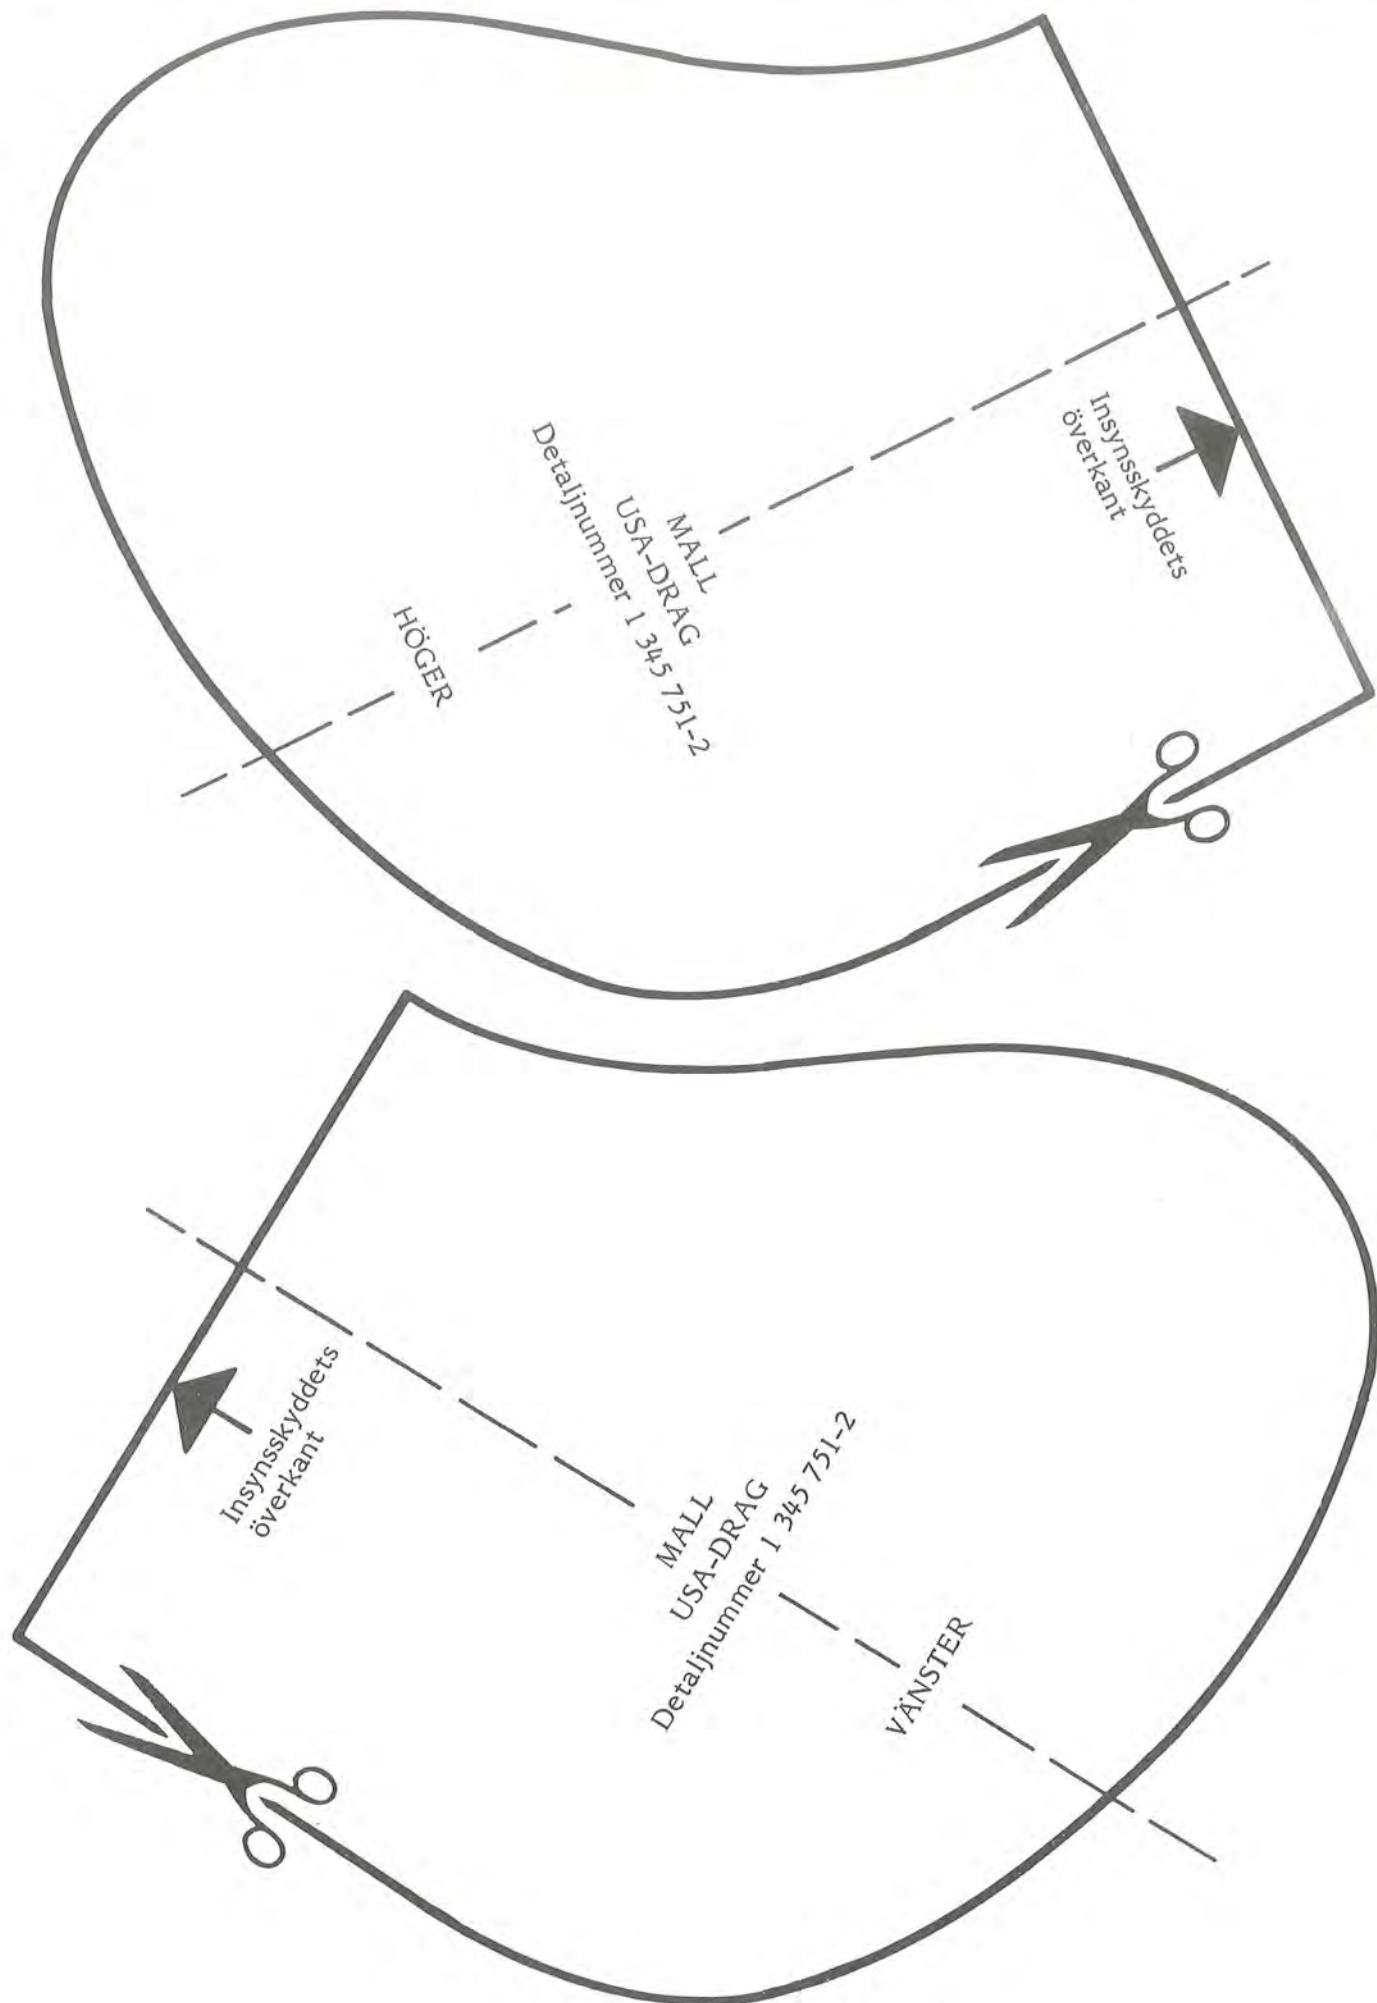 Insynsskyddets
överkant
MALL
USA-DRAG
Detaljnummer 1 345 751-2
HÖGER
Insynsskyddets
överkant
MALL
USA-DRAG
Detaljnummer 1 345 751-2
VÄNSTER